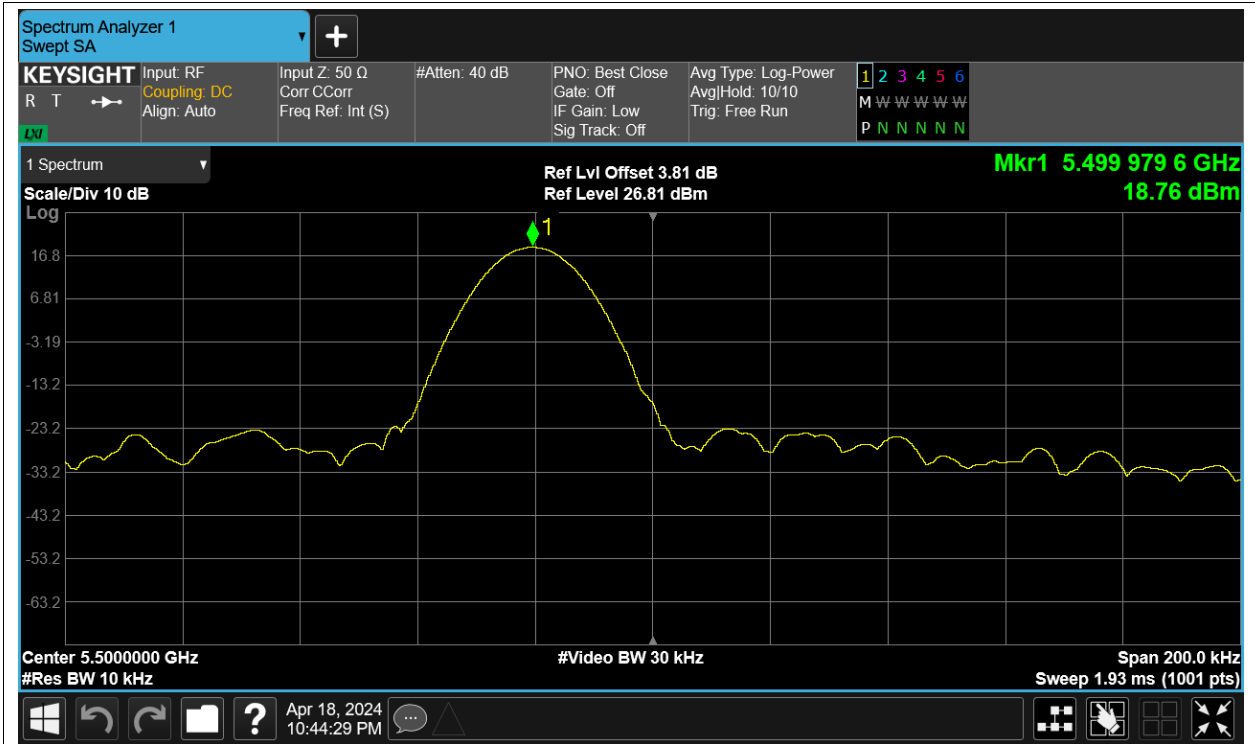 Spectrum Analyzer 1
Swept SA
KEYSIGHT
R T
LXI
Input: RF
Coupling: DC
Align: Auto
Input Z: 50 Ω
Corr CCorr
Freq Ref: Int (S)
#Atten: 40 dB
PNO: Best Close
Gate: Off
IF Gain: Low
Sig Track: Off
Avg Type: Log-Power
Avg|Hold: 10/10
Trig: Free Run
1 2 3 4 5 6
M W W W W W
P N N N N N
1 Spectrum
Scale/Div 10 dB
Log
Ref Lvl Offset 3.81 dB
Ref Level 26.81 dBm
Mkr1 5.499 979 6 GHz
18.76 dBm
1
16.8
6.81
-3.19
-13.2
-23.2
-33.2
-43.2
-53.2
-63.2
Center 5.5000000 GHz
#Video BW 30 kHz
Span 200.0 kHz
#Res BW 10 kHz
Sweep 1.93 ms (1001 pts)
?
Apr 18, 2024
10:44:29 PM